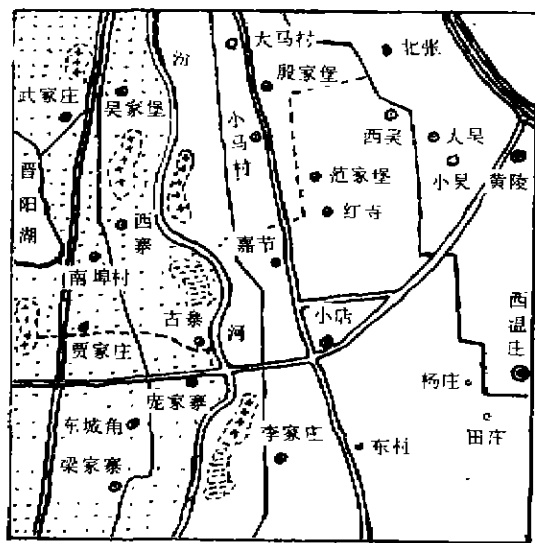 大马村
北张
汾
殷家堡
武家庄
吴家堡
小马村
西吴
大吴
小吴
黄陵
晋阳湖
范家堡
红寺
西寨
嘉节
南埠村
古寨
河
小店
西温庄
贾家庄
杨庄
庞家寨
田庄
东城角
李家庄
东村
梁家寨